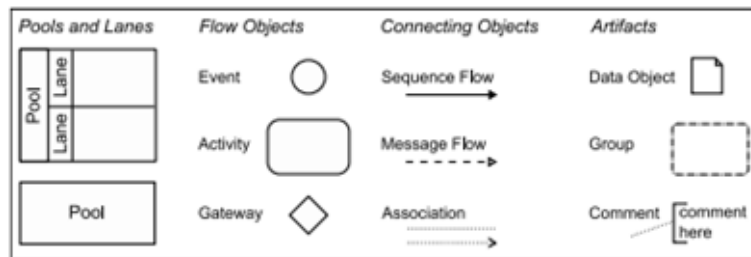 Pools and Lanes
Pool
Lane
Lane
Pool
Flow Objects
Event
Activity
Gateway
Connecting Objects
Sequence Flow
Message Flow
Association
Artifacts
Data Object
Group
Comment
comment
here